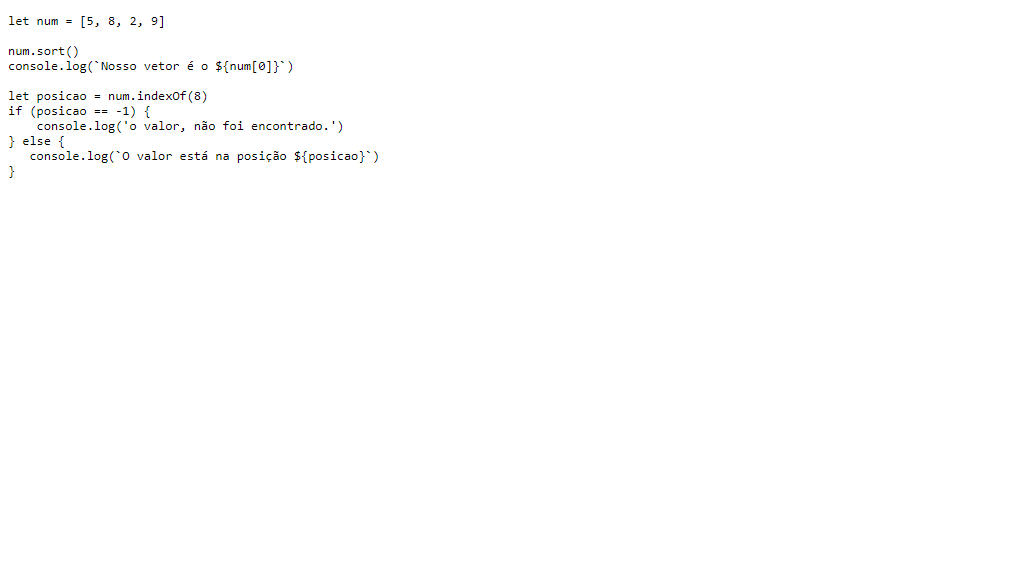 let num = [5, 8, 2, 9]

num.sort()
console.log(`Nosso vetor é o ${num[0]}`)

let posicao = num.indexOf(8)
if (posicao == -1) {
    console.log('o valor, não foi encontrado.')
} else {
   console.log(`O valor está na posição ${posicao}`)
}